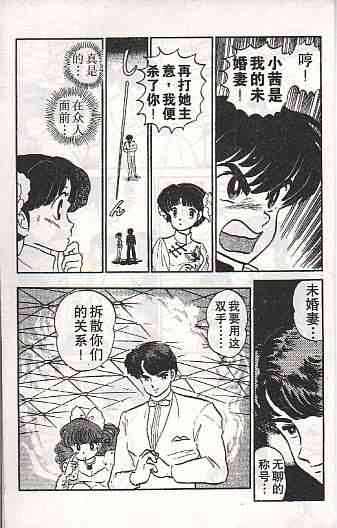 哼！
小茜是
我的未
婚妻！
再打她主
意，我便
杀了你！
真是
的…
在众人
面前…
未婚妻…
无聊的
称号…
我要用这
双手…
拆散你们
的关系！